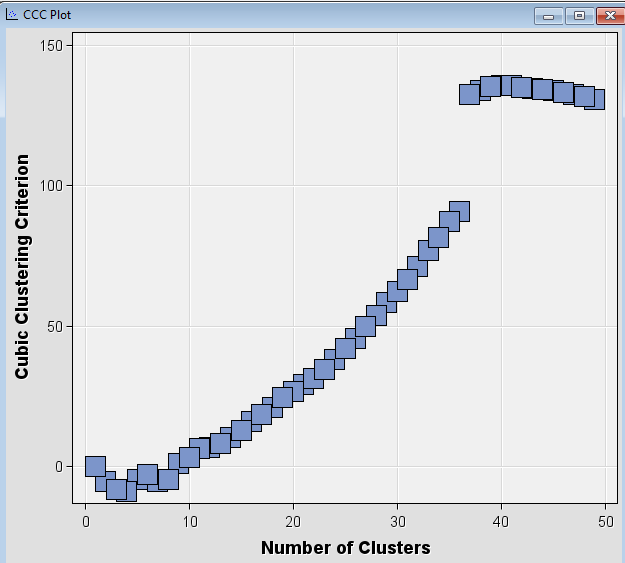 CCC Plot
150
100
50
0
0 10 20 30 40 50
Cubic Clustering Criterion
Number of Clusters